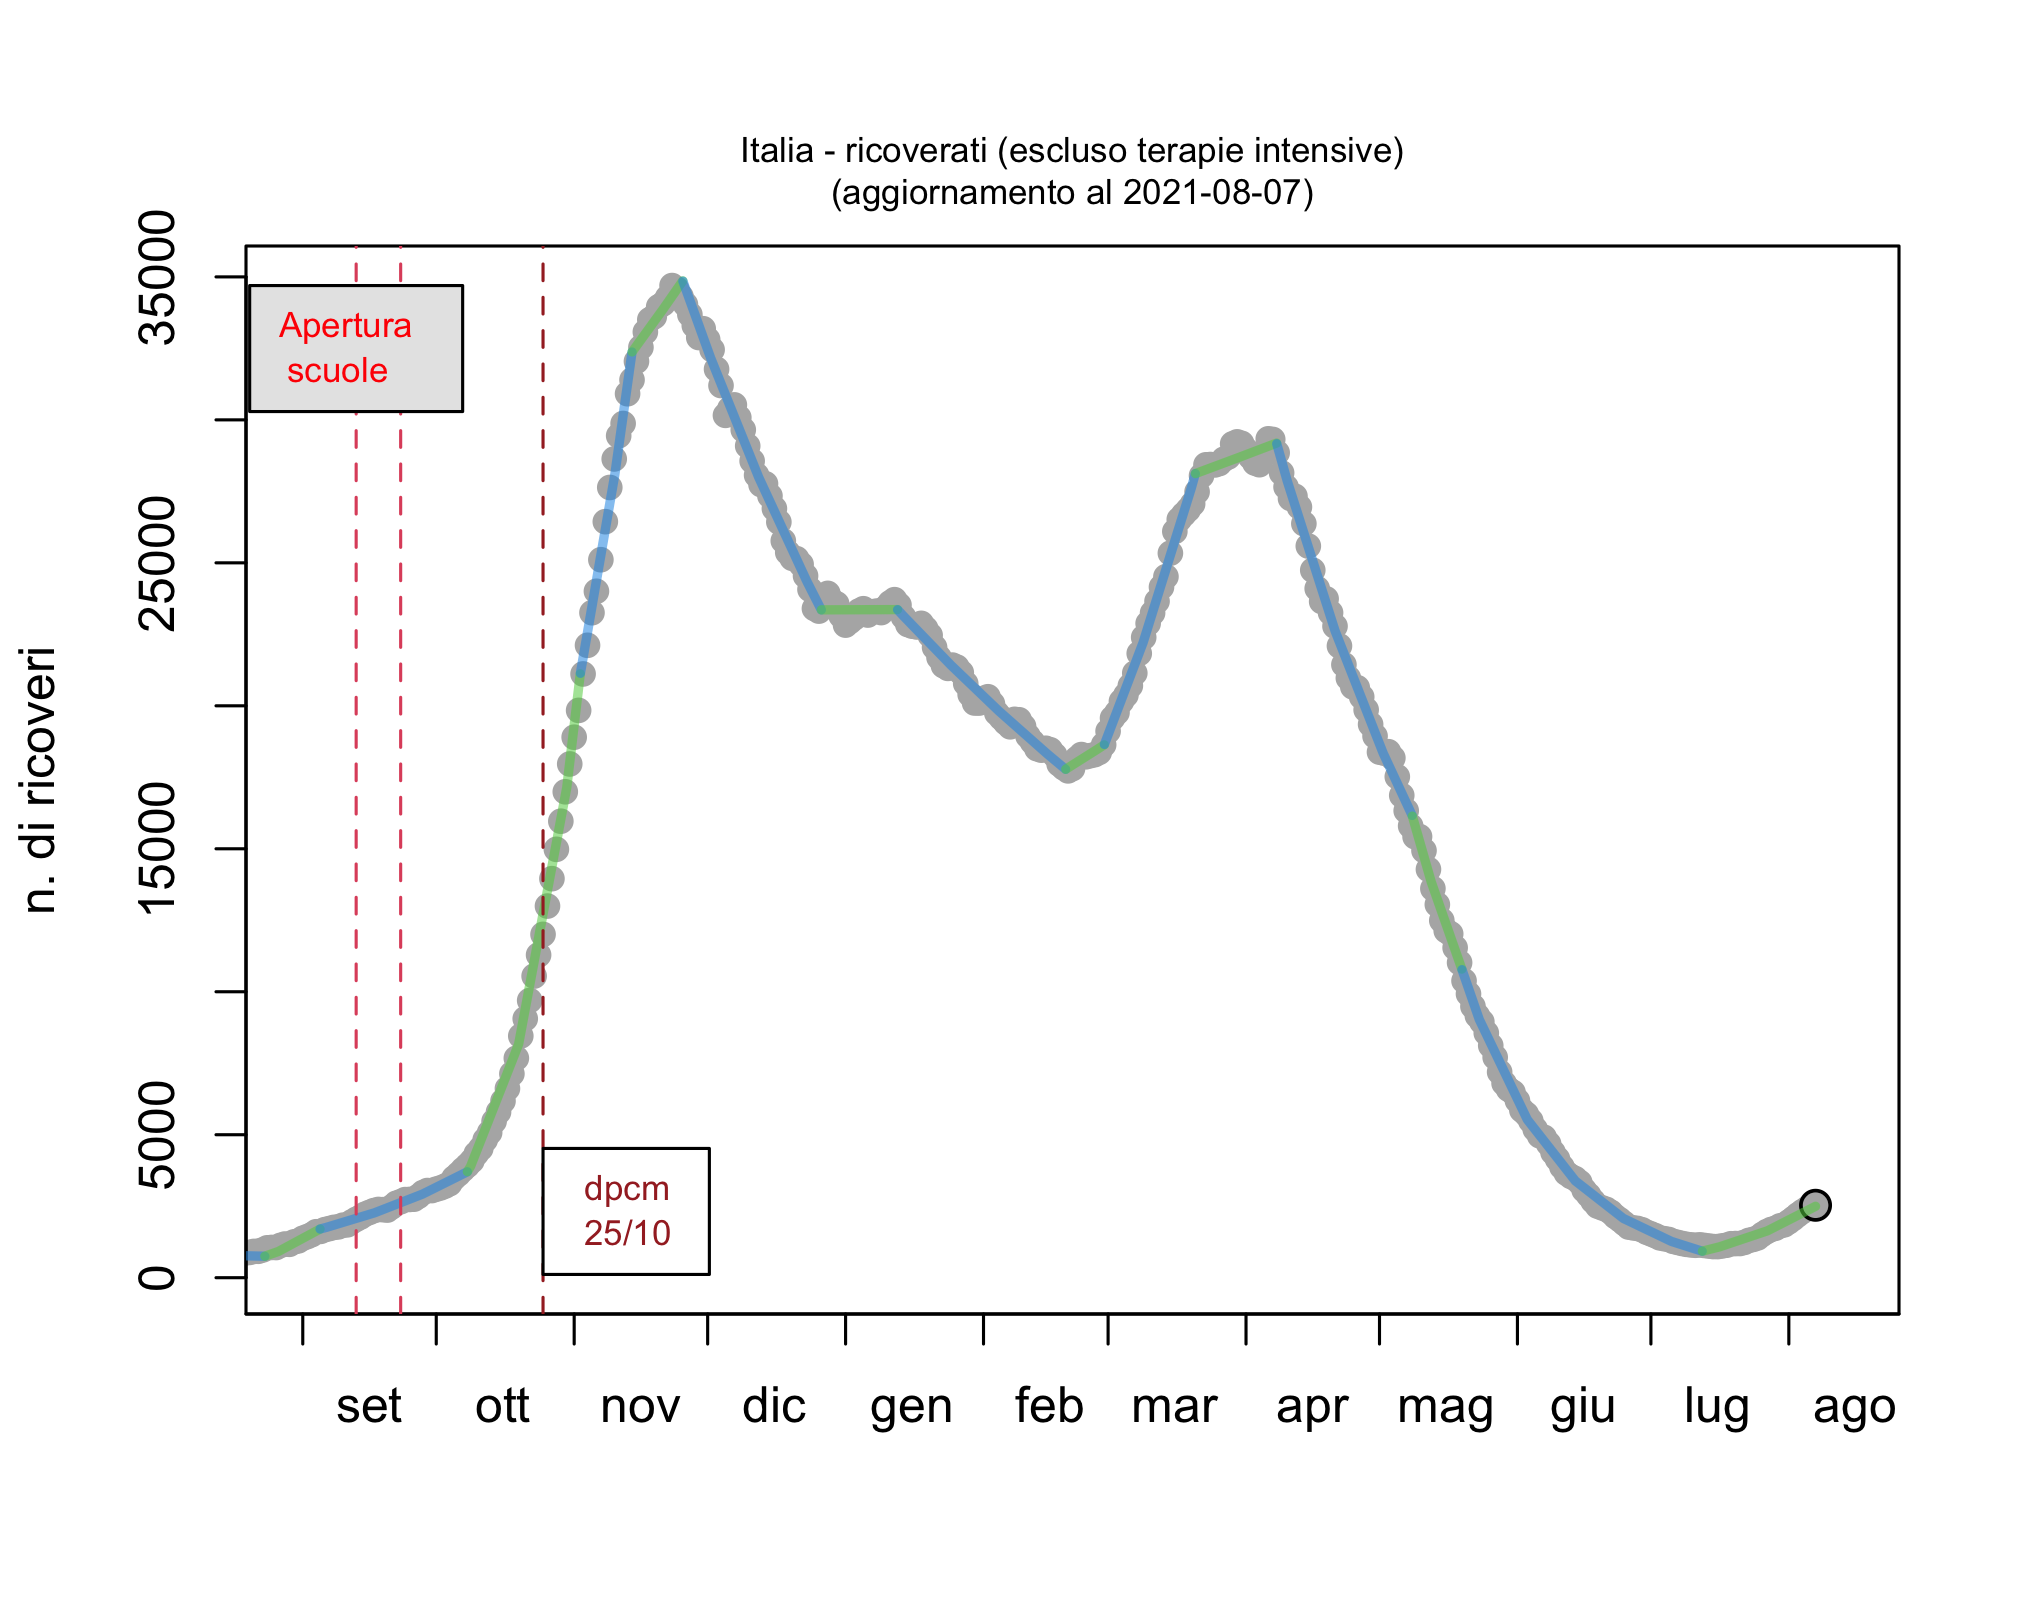 Italia - ricoverati (escluso terapie intensive)
(aggiornamento al 2021-08-07)
n. di ricoveri
35000
25000
15000
5000
0
Apertura
scuole
dpcm
25/10
set ott nov dic gen feb mar apr mag giu lug ago